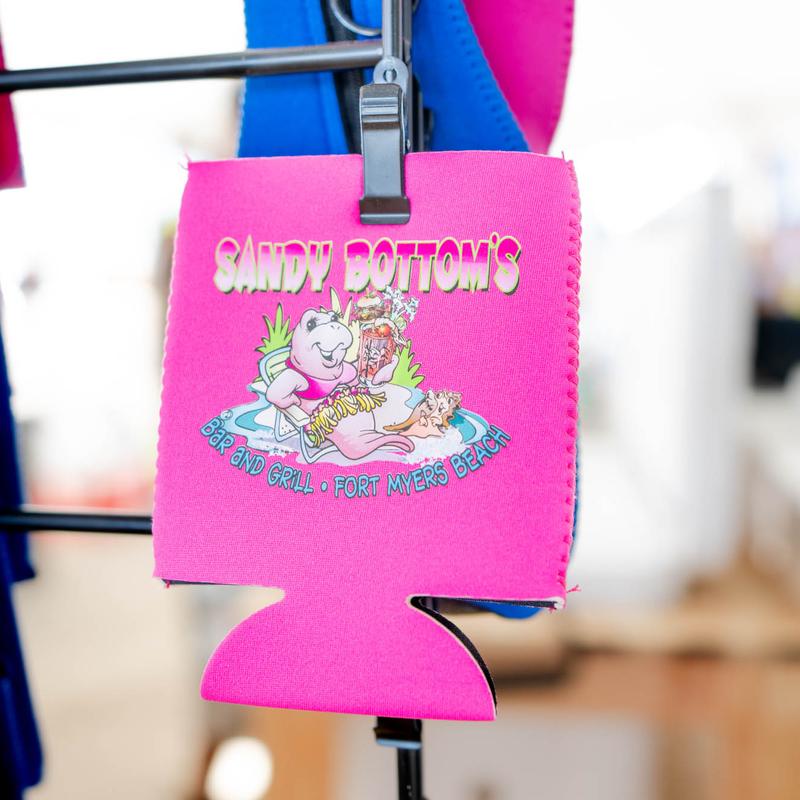 SANDY BOTTOM'S
BAR AND GRILL • FORT MYERS BEACH